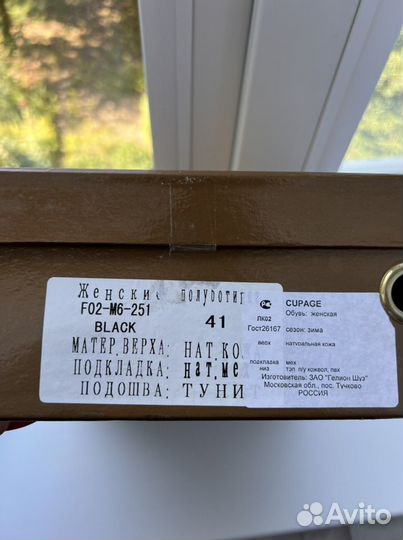 Женские полуботи
F02-M6-251
BLACK 41
МАТЕР.ВЕРХА: НАТ.КО
ПОДКЛАДКА: нат.ме
ПОДОШВА: ТУНИ
CUPAGE
Обувь: женская
ЛК02
Гост26167 сезон: зима
верх натуральная кожа
подкладка мех
низ тэп п/у кожвол, пвх
Изготовитель: ЗАО "Гелион Шуз"
Московская обл., пос. Тучково
РОССИЯ
Avito